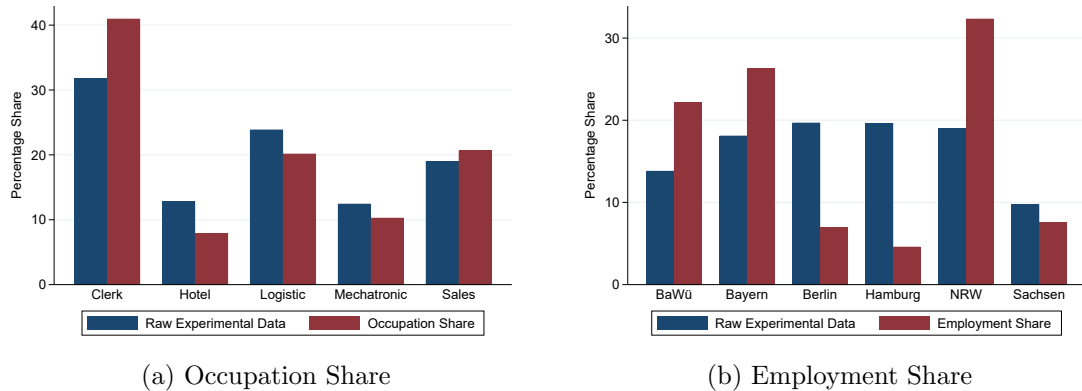 Percentage Share
40
30
20
10
0
Clerk Hotel Logistic Mechatronic Sales
Raw Experimental Data Occupation Share
(a) Occupation Share
Percentage Share
30
20
10
0
BaWü Bayern Berlin Hamburg NRW Sachsen
Raw Experimental Data Employment Share
(b) Employment Share